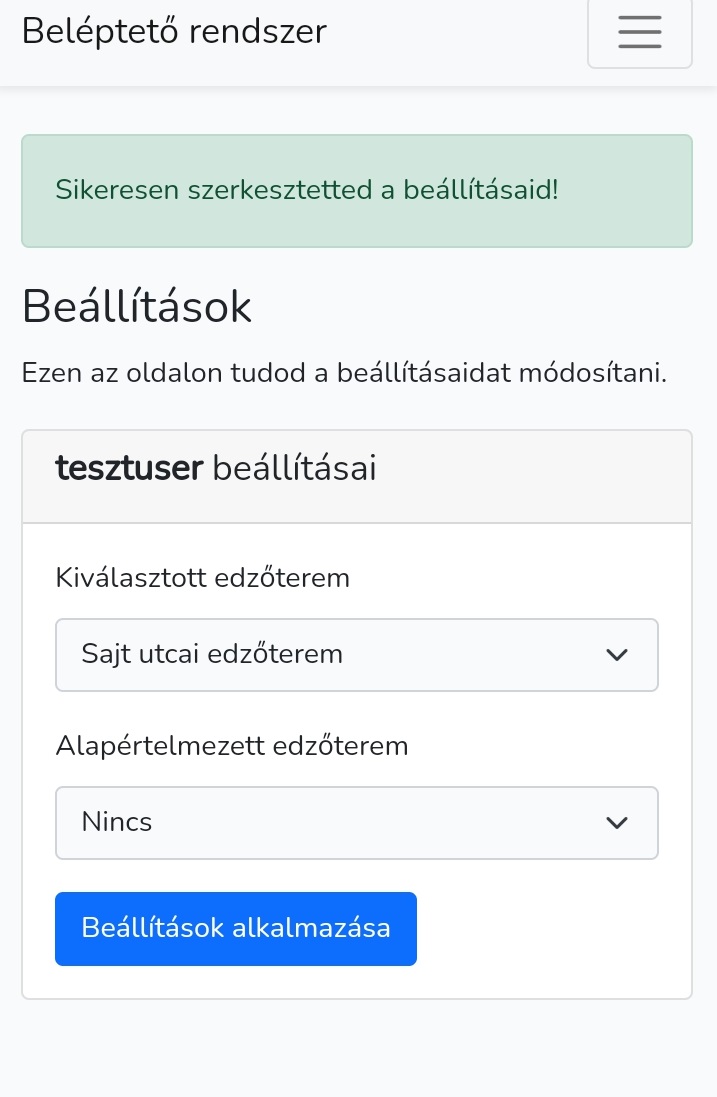 Beléptető rendszer
Sikeresen szerkesztetted a beállításaid!
Beállítások
Ezen az oldalon tudod a beállításaidat módosítani.
tesztuser beállításai
Kiválasztott edzőterem
Sajt utcai edzőterem
Alapértelmezett edzőterem
Nincs
Beállítások alkalmazása